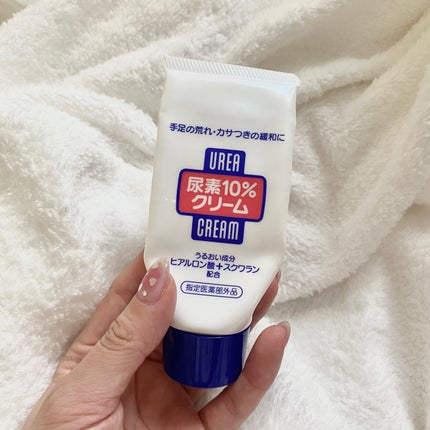 手足の荒れ・カサつきの緩和に
UREA
尿素10%
クリーム
CREAM
うるおい成分
ヒアルロン酸+スクワラン
配合
指定医薬部外品